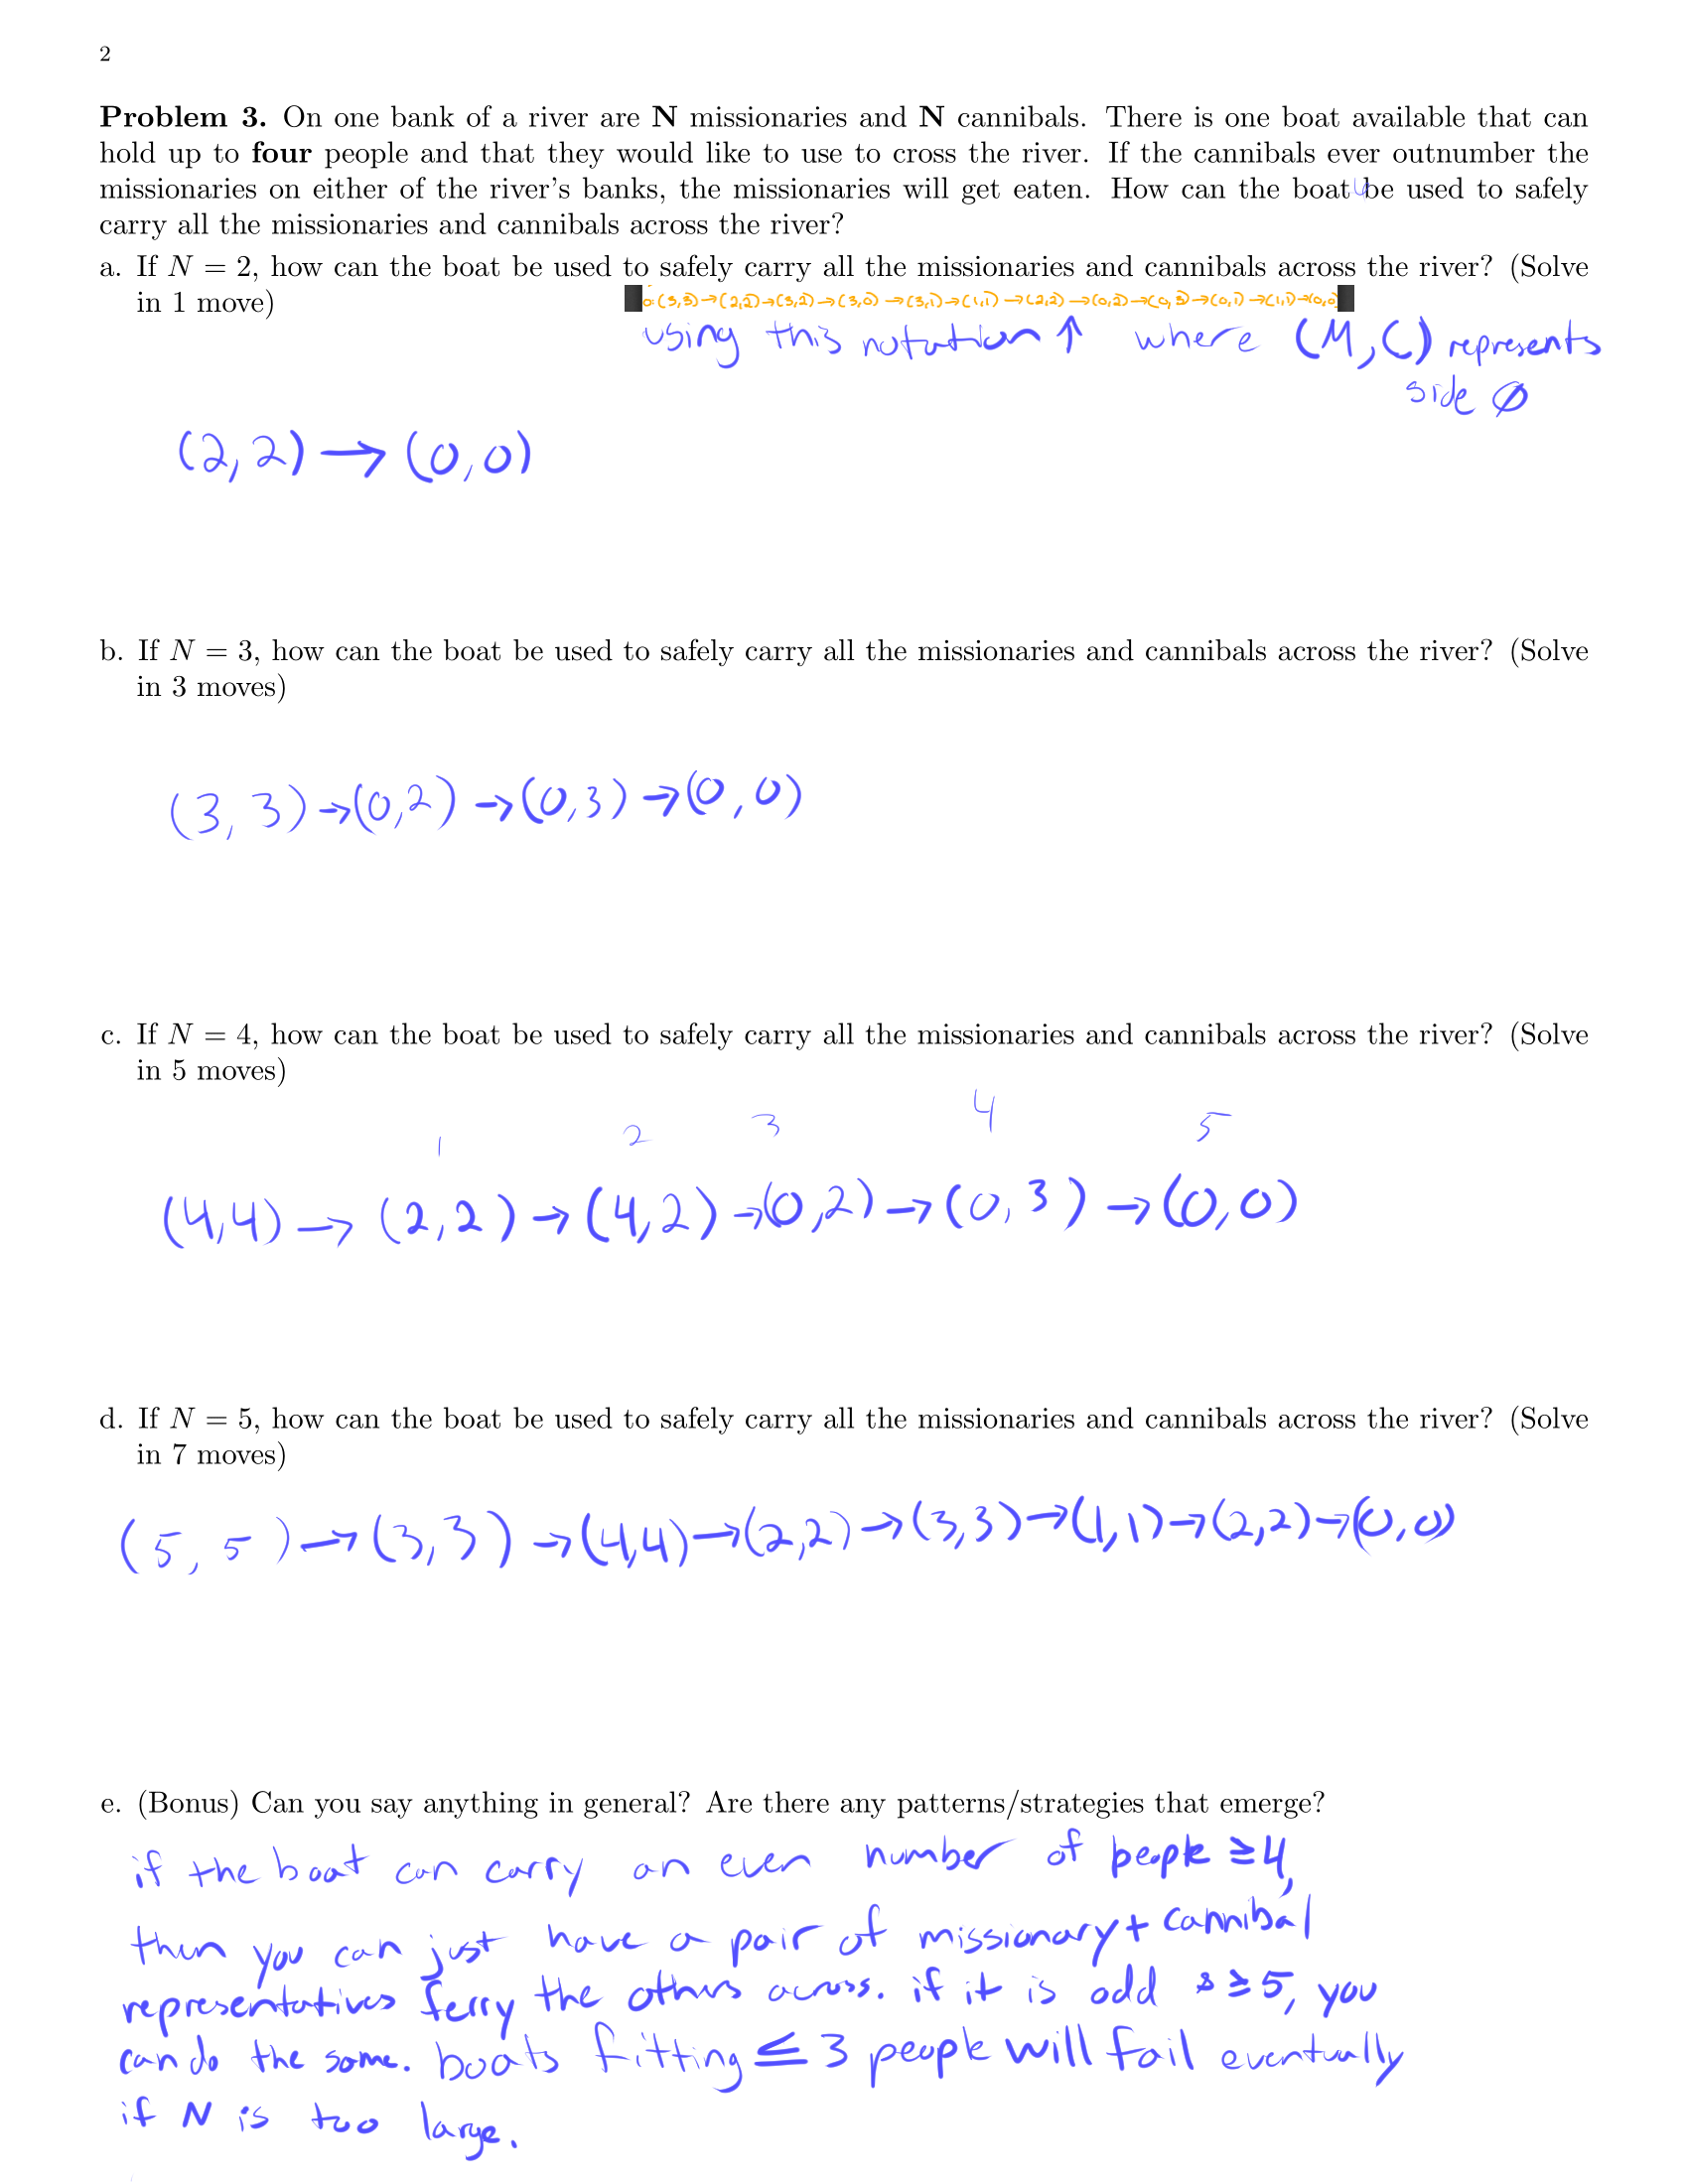 2
Problem 3. On one bank of a river are N missionaries and N cannibals. There is one boat available that can
hold up to four people and that they would like to use to cross the river. If the cannibals ever outnumber the
missionaries on either of the river's banks, the missionaries will get eaten. How can the boat be used to safely
carry all the missionaries and cannibals across the river?
a. If N = 2, how can the boat be used to safely carry all the missionaries and cannibals across the river? (Solve
in 1 move)
(3,3)→(2,2)→(3,2)→(3,0)→(3,1)→(1,1)→(2,2)→(0,2)→(0,3)→(0,1)→(1,1)→(0,0)
using this notation ↑ where (M,C) represents
side 0
(2,2)→(0,0)
b. If N = 3, how can the boat be used to safely carry all the missionaries and cannibals across the river? (Solve
in 3 moves)
(3,3)→(0,2)→(0,3)→(0,0)
c. If N = 4, how can the boat be used to safely carry all the missionaries and cannibals across the river? (Solve
in 5 moves)
1 2 3 4 5
(4,4)→(2,2)→(4,2)→(0,2)→(0,3)→(0,0)
d. If N = 5, how can the boat be used to safely carry all the missionaries and cannibals across the river? (Solve
in 7 moves)
(5,5)→(3,3)→(4,4)→(2,2)→(3,3)→(1,1)→(2,2)→(0,0)
e. (Bonus) Can you say anything in general? Are there any patterns/strategies that emerge?
if the boat can carry an even number of people ≥4,
then you can just have a pair of missionary + cannibal
representatives ferry the others across. if it is odd & ≥5, you
can do the same. boats fitting ≤ 3 people will fail eventually
if N is too large.